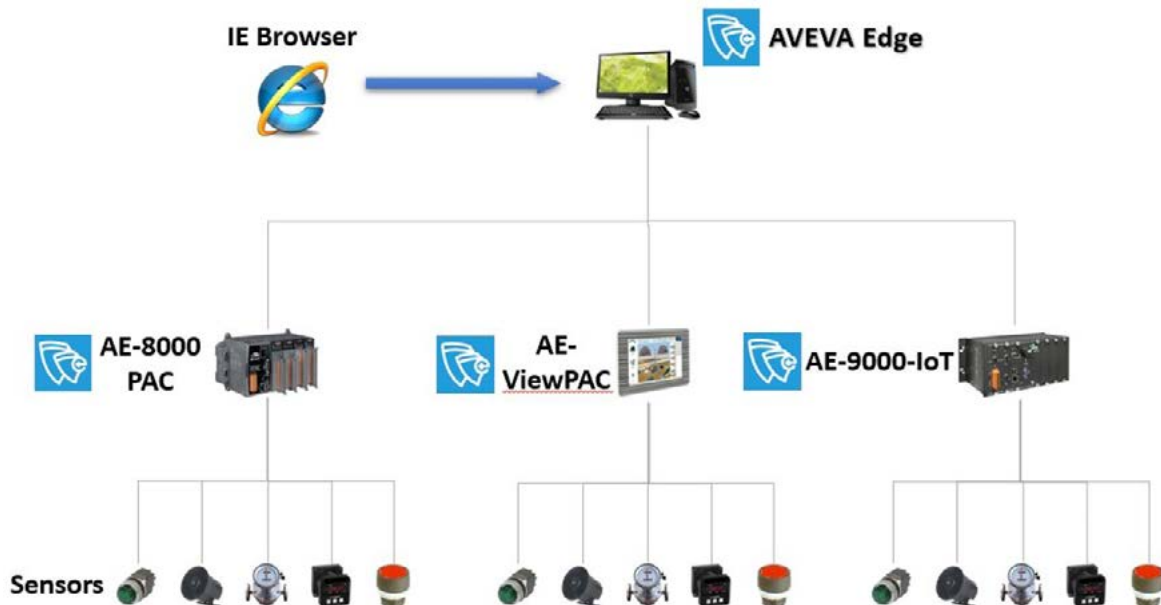 IE Browser
AVEVA Edge
AE-8000
PAC
AE-
ViewPAC
AE-9000-IoT
Sensors